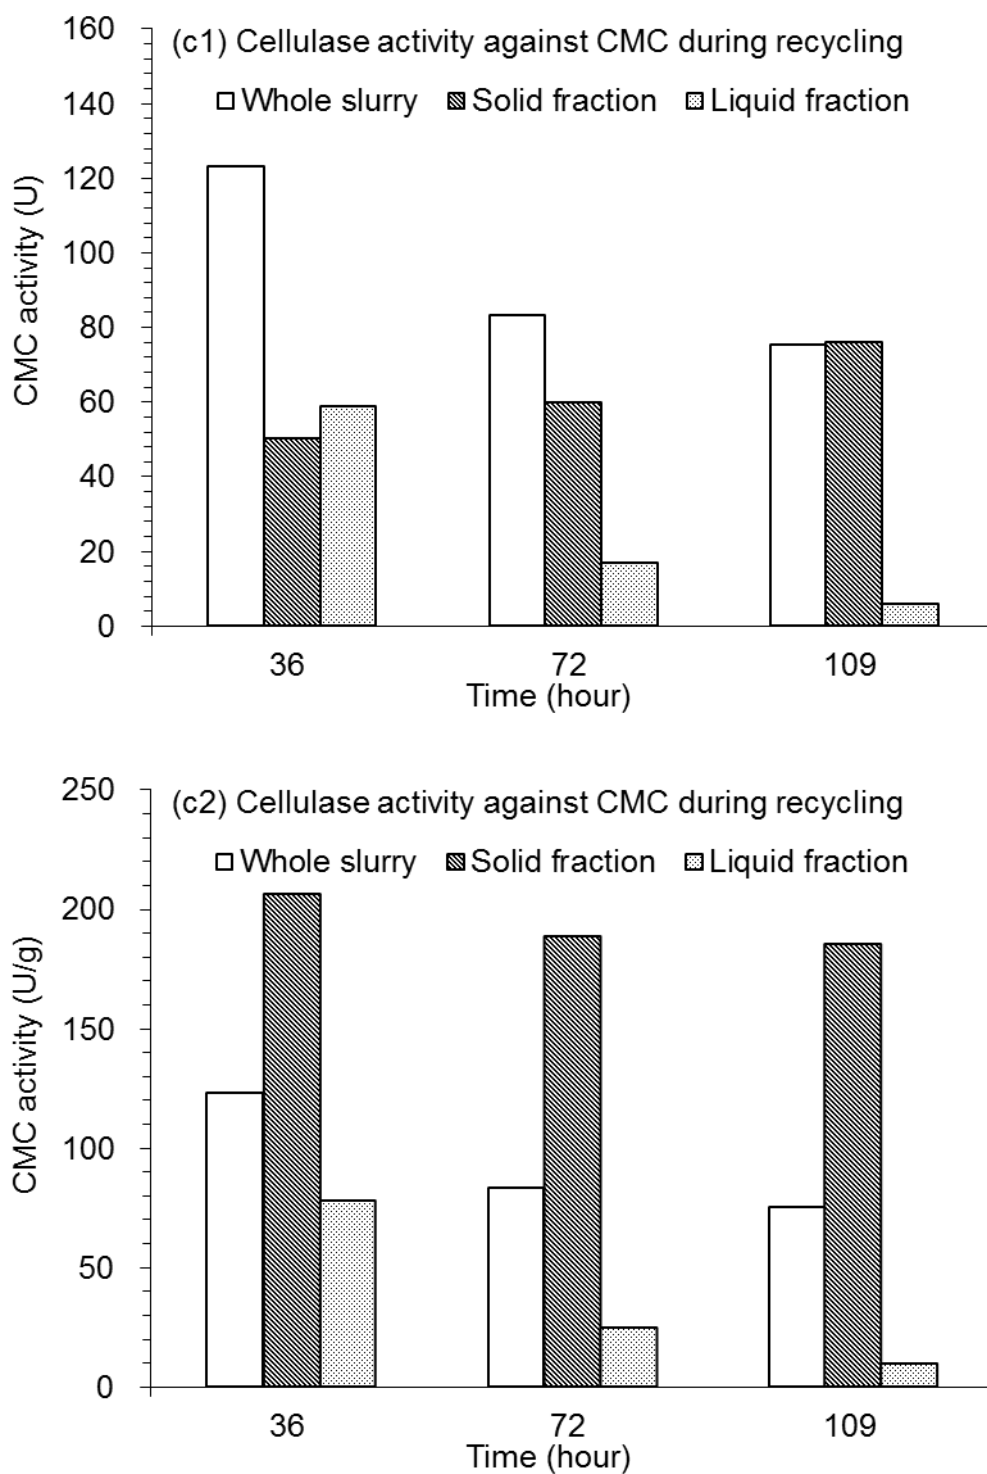 (c1) Cellulase activity against CMC during recycling
Whole slurry Solid fraction Liquid fraction
CMC activity (U)
160
140
120
100
80
60
40
20
0
36 72 109
Time (hour)
(c2) Cellulase activity against CMC during recycling
Whole slurry Solid fraction Liquid fraction
CMC activity (U/g)
250
200
150
100
50
0
36 72 109
Time (hour)